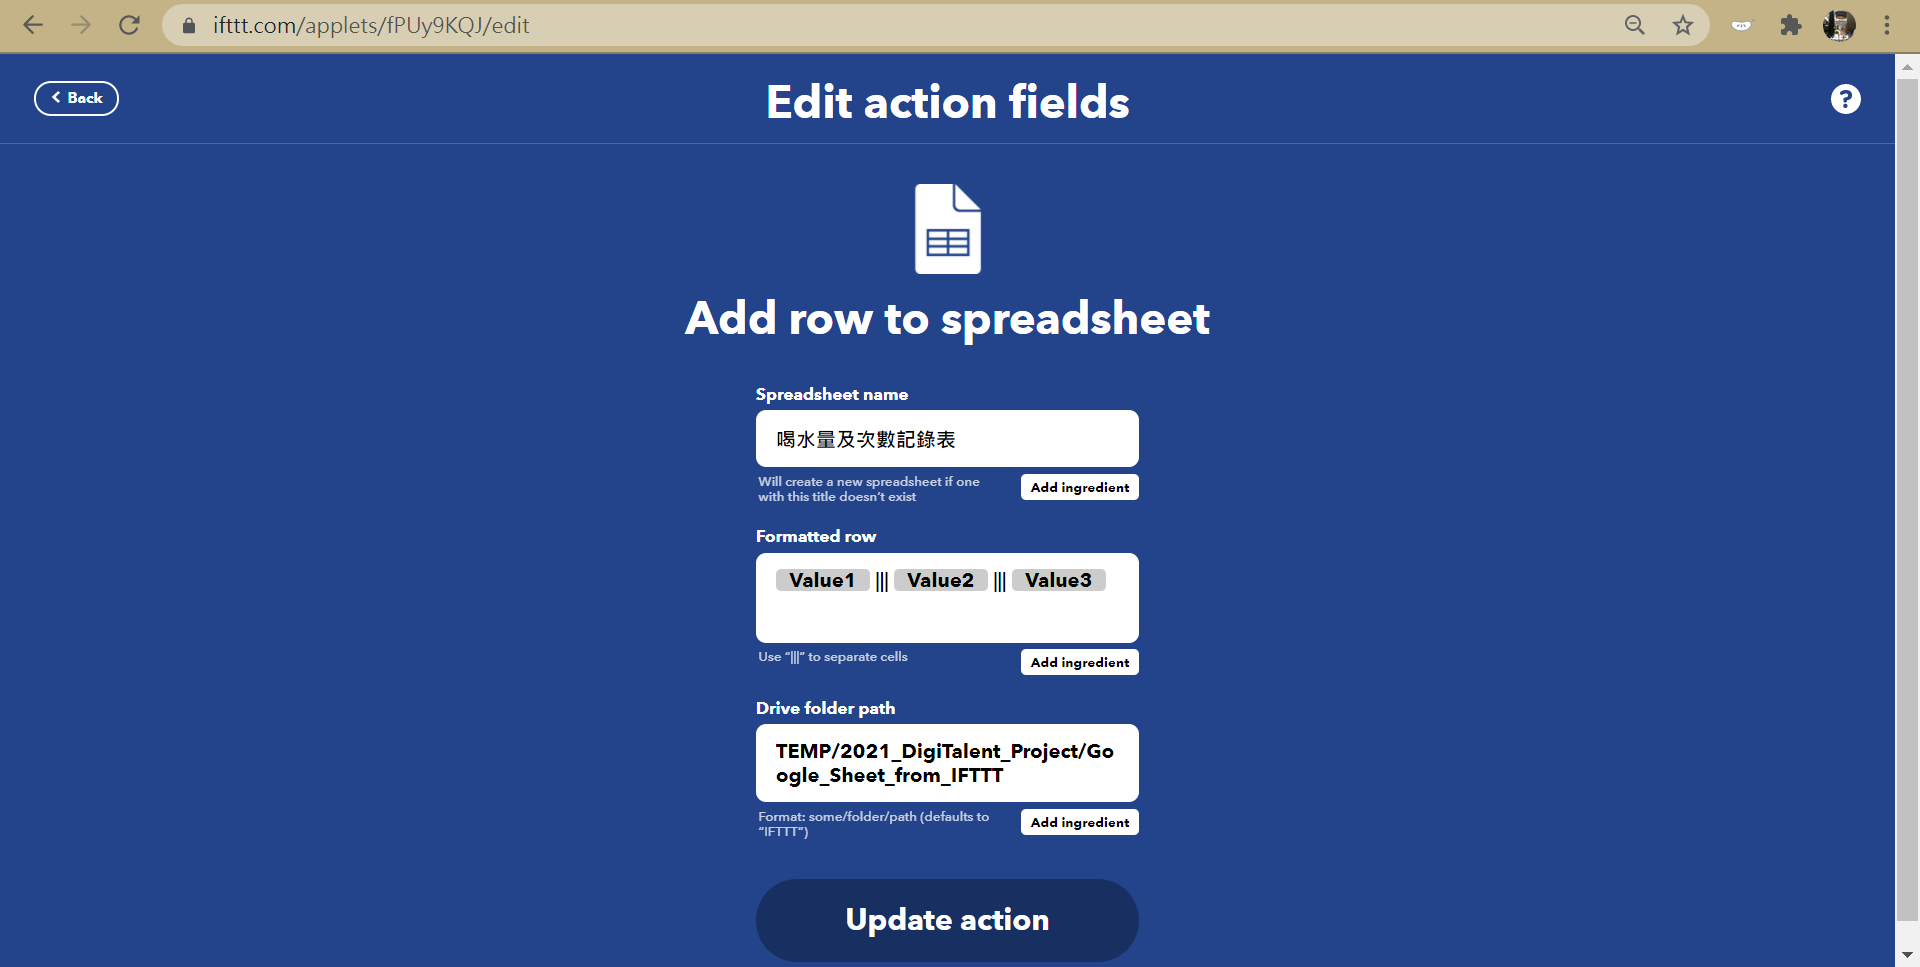 ifttt.com/applets/fPUy9KQJ/edit
Back
Edit action fields
?
Add row to spreadsheet
Spreadsheet name
喝水量及次數記錄表
Will create a new spreadsheet if one
with this title doesn’t exist
Add ingredient
Formatted row
Value1 ||| Value2 ||| Value3
Use “|||” to separate cells
Add ingredient
Drive folder path
TEMP/2021_DigiTalent_Project/Go
ogle_Sheet_from_IFTTT
Format: some/folder/path (defaults to
“IFTTT”)
Add ingredient
Update action